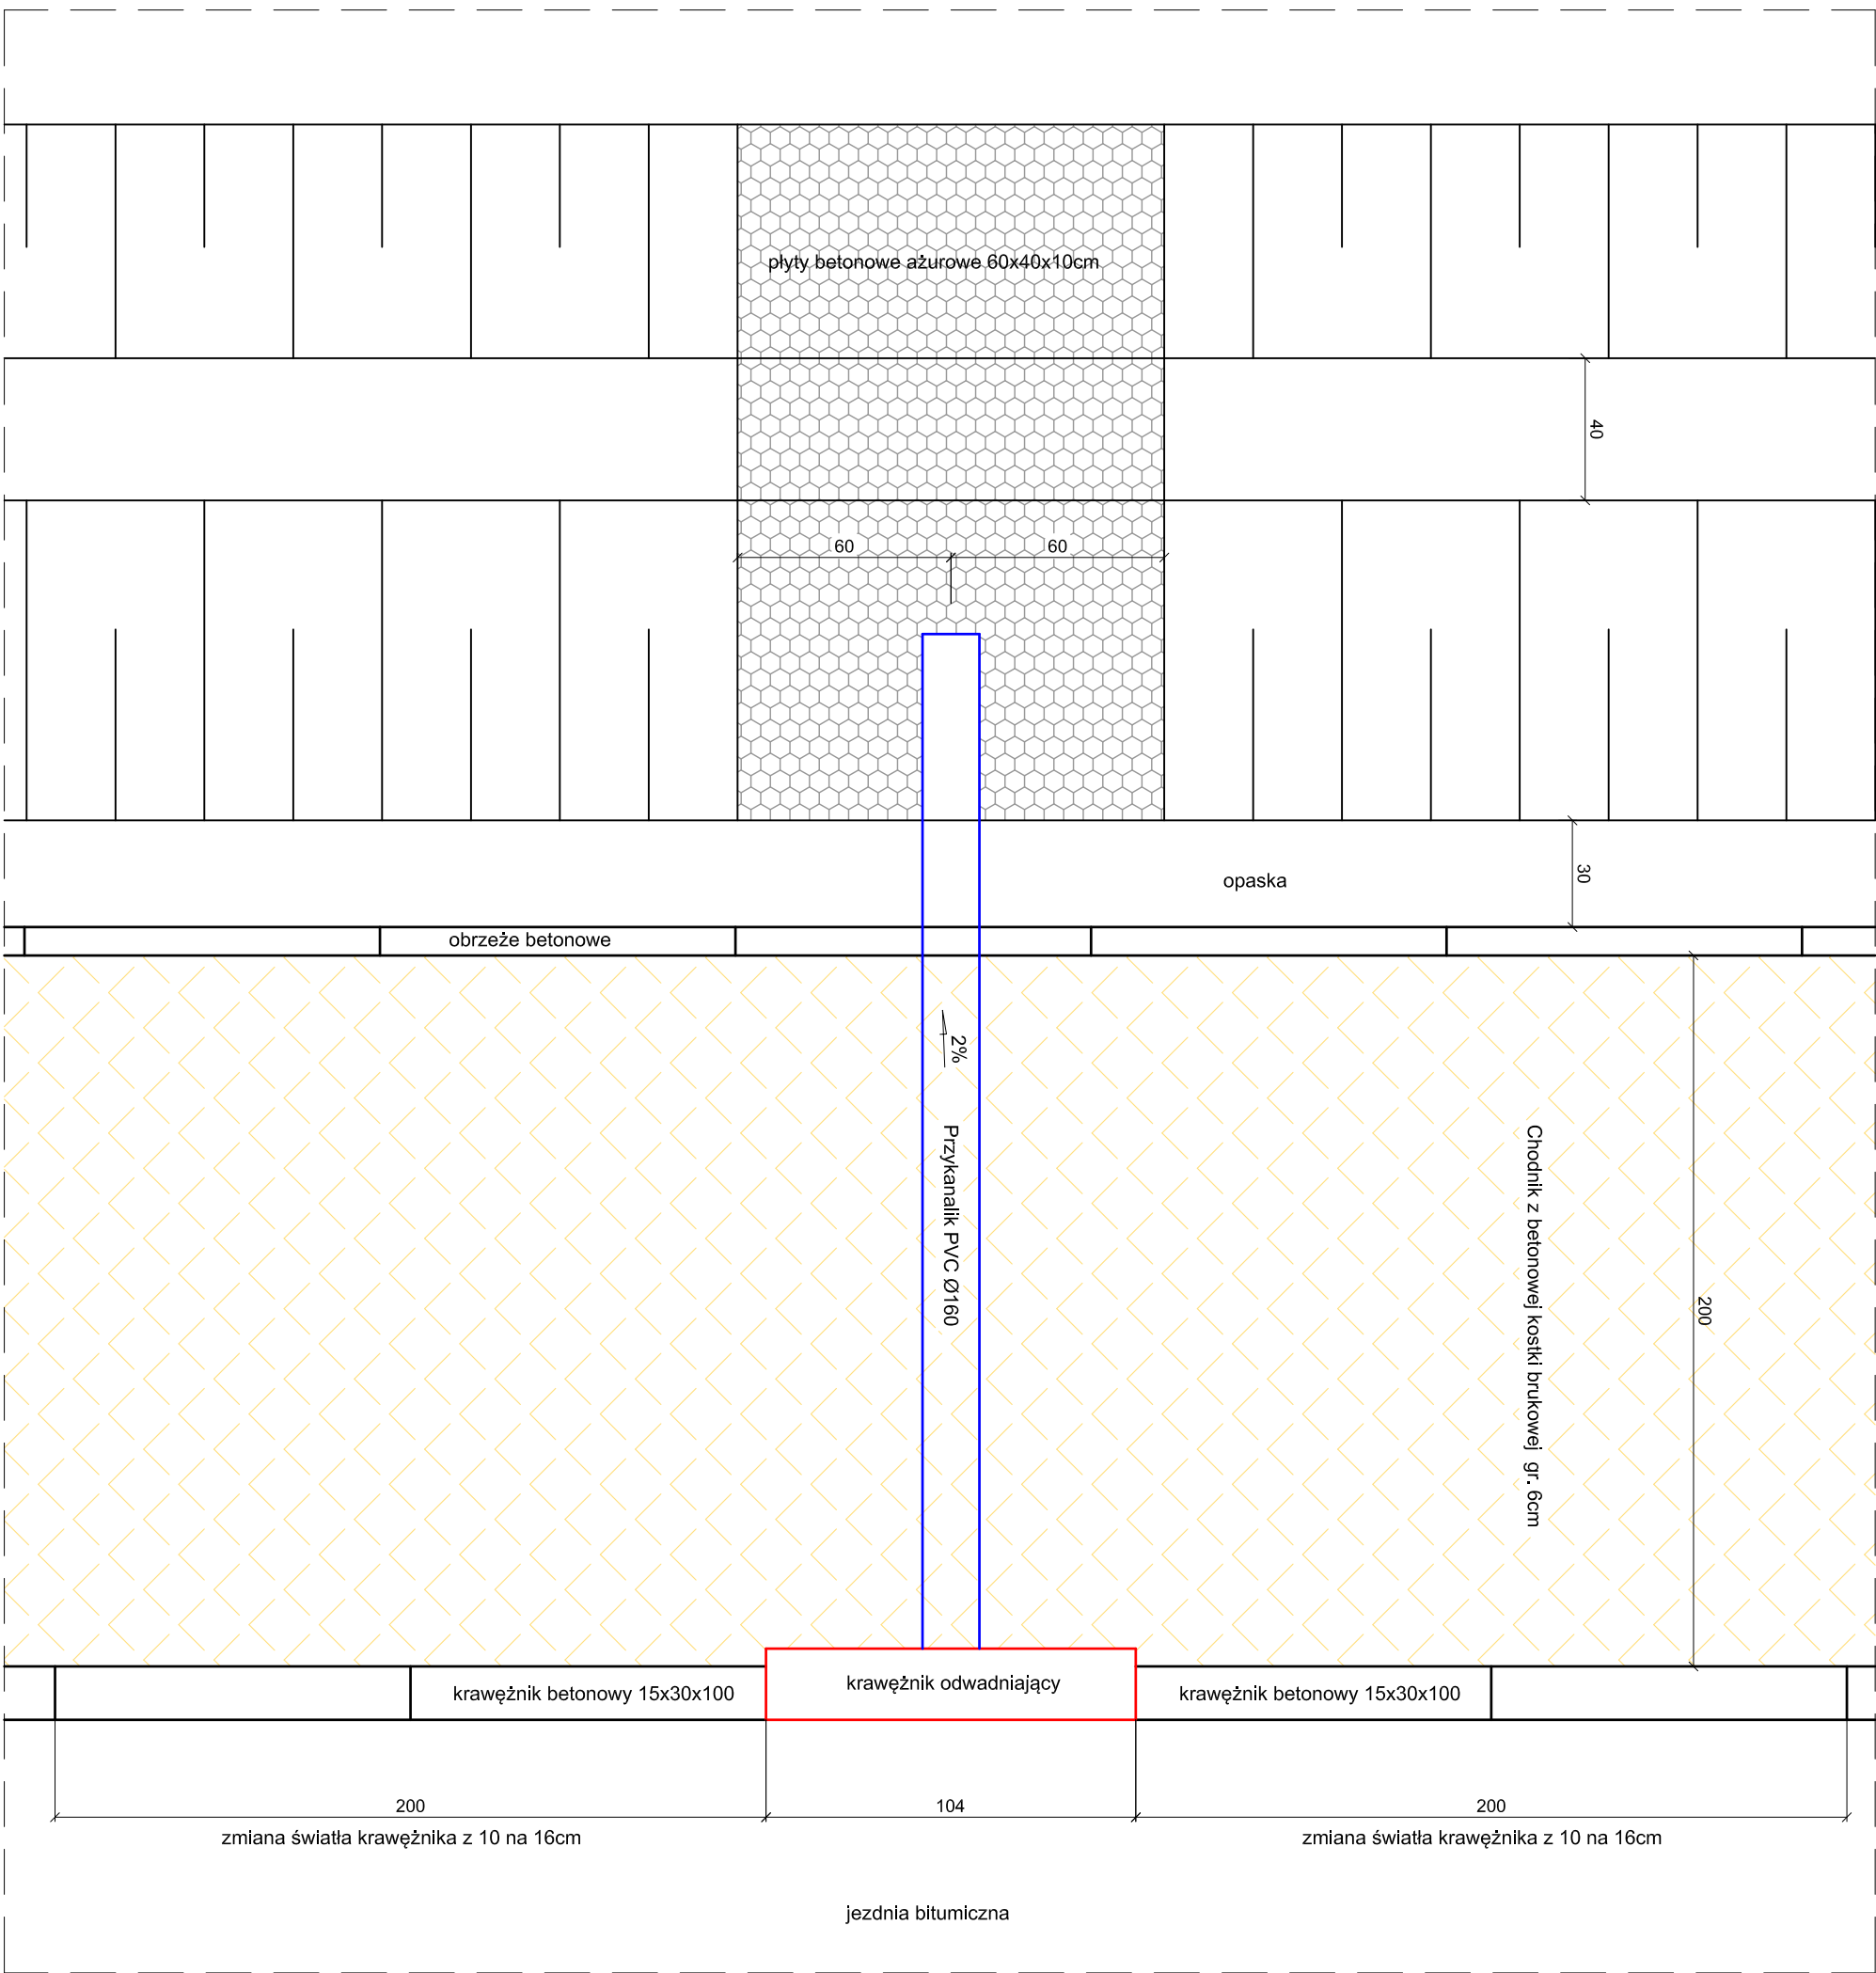 płyty betonowe ażurowe 60x40x10cm
40
60
60
30
opaska
obrzeże betonowe
2%
Przykanalik PVC Ø160
Chodnik z betonowej kostki brukowej gr. 6cm
200
krawężnik betonowy 15x30x100
krawężnik odwadniający
krawężnik betonowy 15x30x100
200
104
200
zmiana światła krawężnika z 10 na 16cm
zmiana światła krawężnika z 10 na 16cm
jezdnia bitumiczna